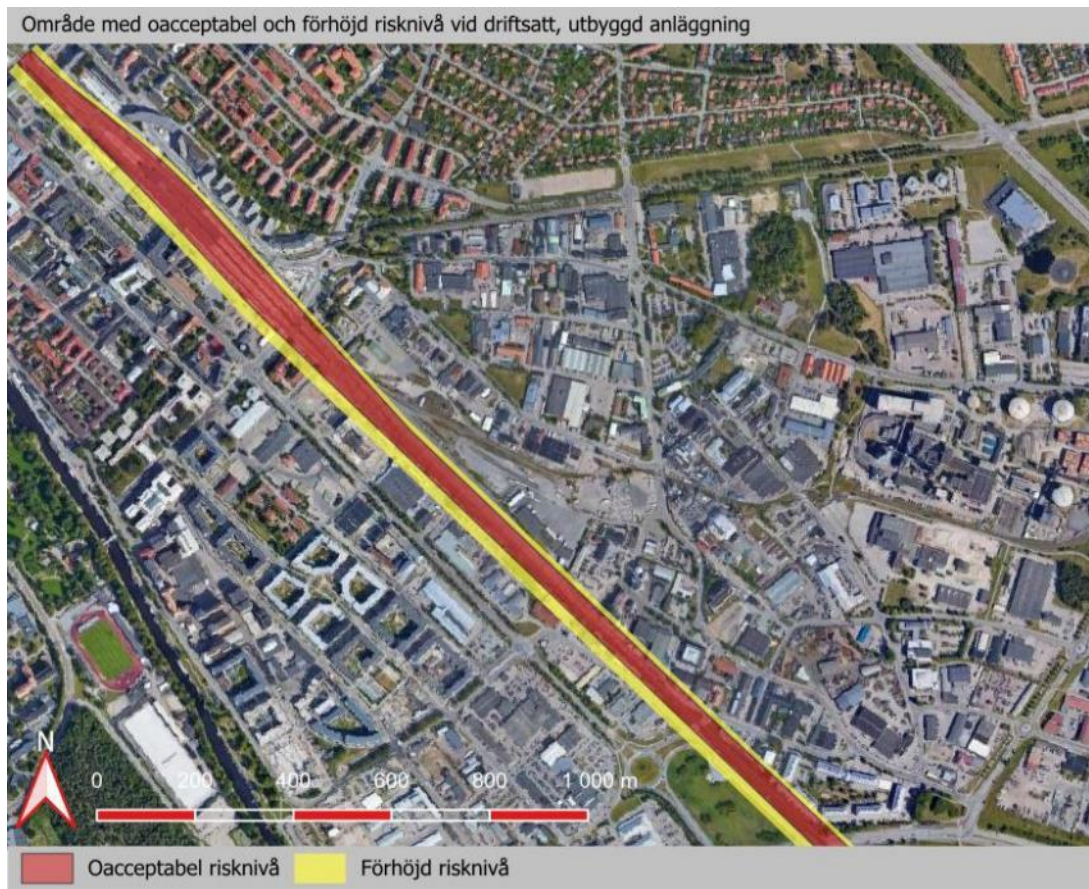 Område med oacceptabel och förhöjd risknivå vid driftsatt, utbyggd anläggning
N
0 200 400 600 800 1 000 m
Oacceptabel risknivå Förhöjd risknivå